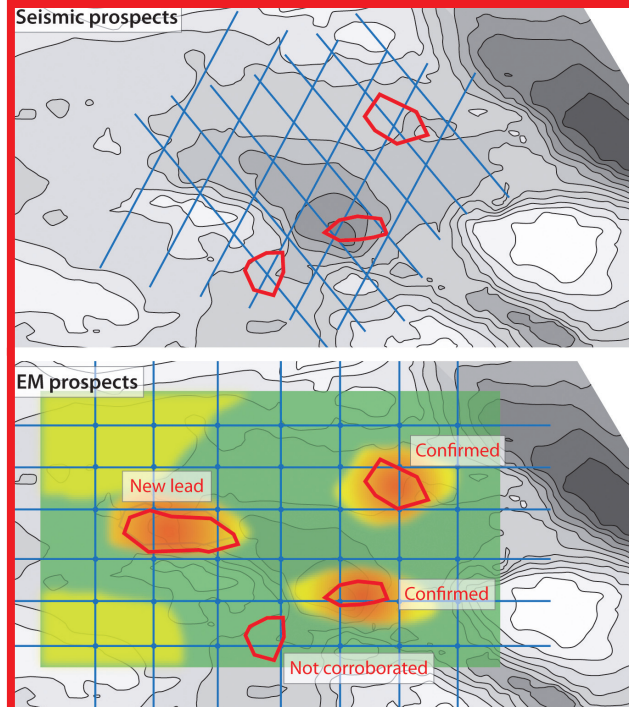 Seismic prospects
EM prospects
Confirmed
New lead
Confirmed
Not corroborated